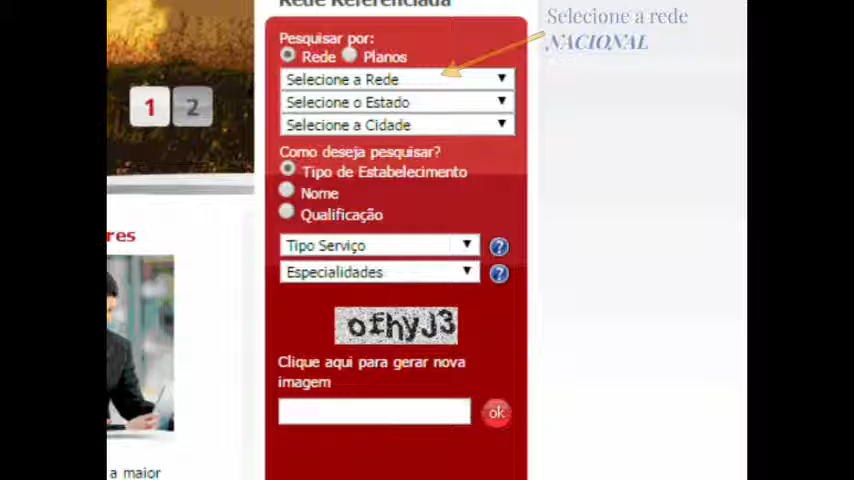 Rede Referenciada
Selecione a rede
NACIONAL
Pesquisar por:
Rede Planos
Selecione a Rede
Selecione o Estado
Selecione a Cidade
1 2
Como deseja pesquisar?
Tipo de Estabelecimento
Nome
Qualificação
res
Tipo Serviço
Especialidades
ofhyJ3
Clique aqui para gerar nova
imagem
ok
a maior